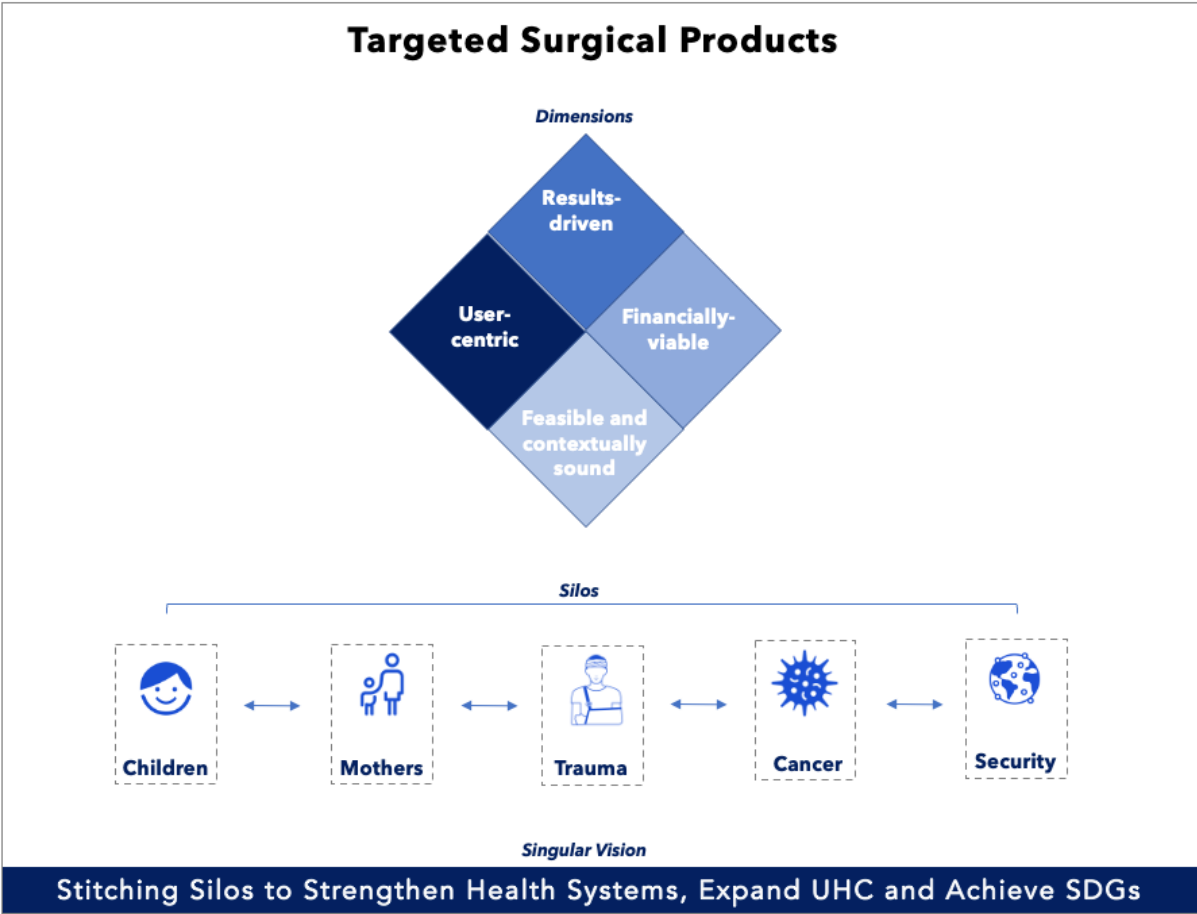 Targeted Surgical Products
Dimensions
Results-
driven
User-
centric
Financially-
viable
Feasible and
contextually
sound
Silos
Children
Mothers
Trauma
Cancer
Security
Singular Vision
Stitching Silos to Strengthen Health Systems, Expand UHC and Achieve SDGs